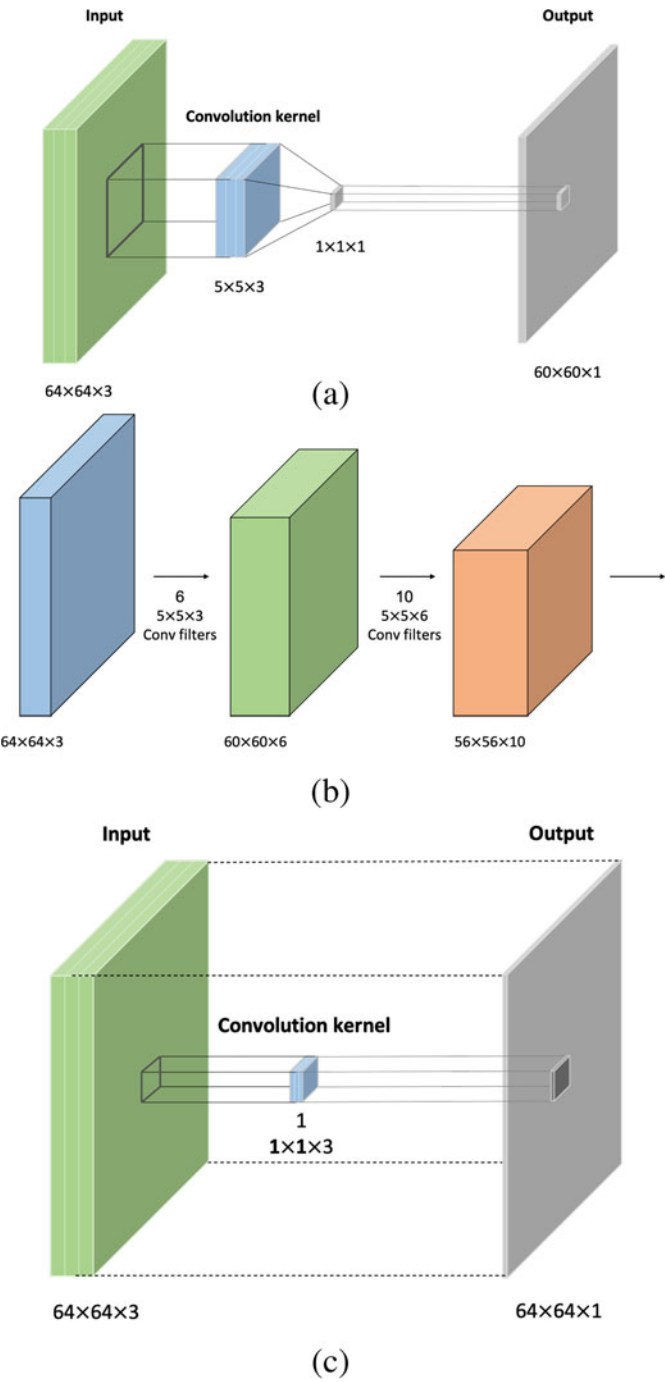 Input
Output
Convolution kernel
1×1×1
5×5×3
60×60×1
64×64×3
(a)
6
5×5×3
Conv filters
10
5×5×6
Conv filters
64×64×3
60×60×6
56×56×10
(b)
Input
Output
Convolution kernel
1
1×1×3
64×64×3
64×64×1
(c)